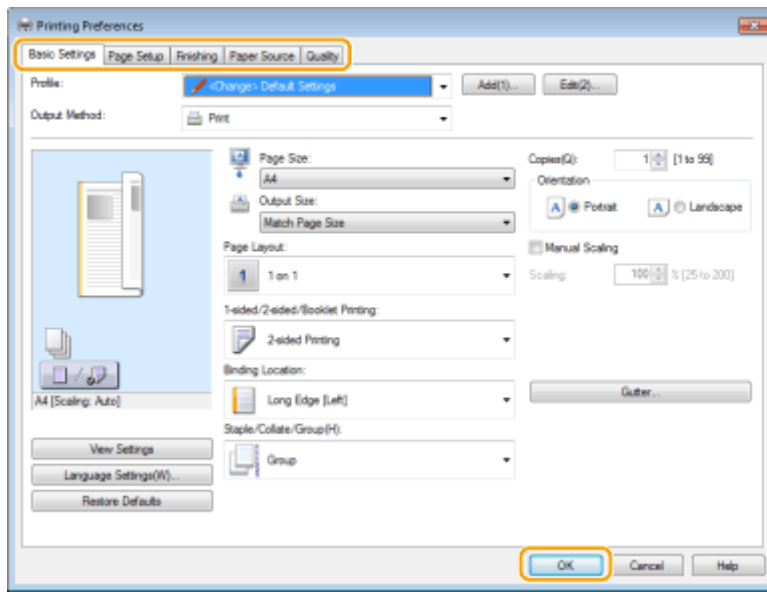 Printing Preferences
Basic Settings Page Setup Finishing Paper Source Quality
Profile: <Change> Default Settings Add(1)... Edit(2)...
Output Method: Print
Page Size: Copies(Q): 1 [1 to 99]
A4 Orientation
Output Size: A Portrait A Landscape
Match Page Size
Page Layout: Manual Scaling
1 1 on 1 Scaling: 100 % [25 to 200]
1-sided/2-sided/Booklet Printing:
2-sided Printing
Binding Location:
A4 [Scaling: Auto] Long Edge [Left] Gutter...
Staple/Collate/Group(H):
View Settings Group
Language Settings(W)...
Restore Defaults
OK Cancel Help